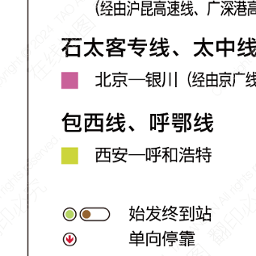 （经由沪昆高速线、广深港高
石太客专线、太中线
北京—银川（经由京广线
包西线、呼鄂线
西安—呼和浩特
始发终到站
单向停靠